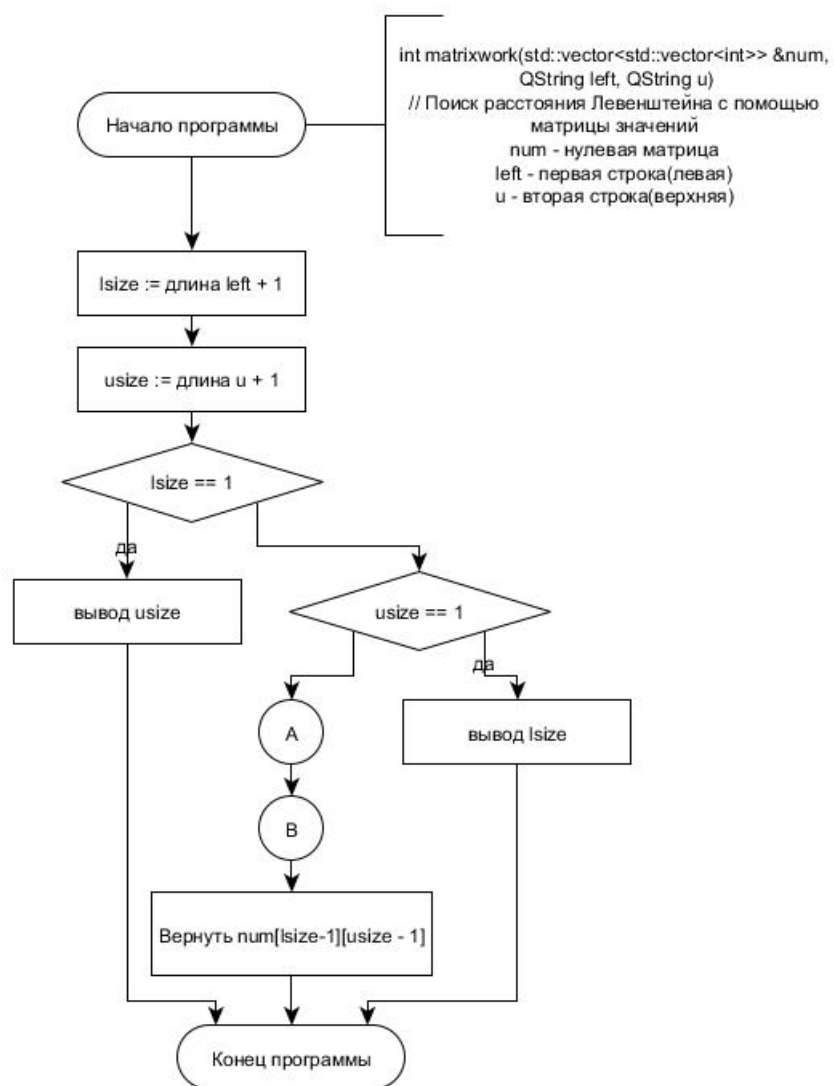 int matrixwork(std::vector<std::vector<int>> &num,
QString left, QString u)
// Поиск расстояния Левенштейна с помощью
матрицы значений
num - нулевая матрица
left - первая строка(левая)
u - вторая строка(верхняя)
Начало программы
lsize := длина left + 1
usize := длина u + 1
lsize == 1
да
вывод usize
usize == 1
да
A
вывод lsize
B
Вернуть num[lsize-1][usize - 1]
Конец программы